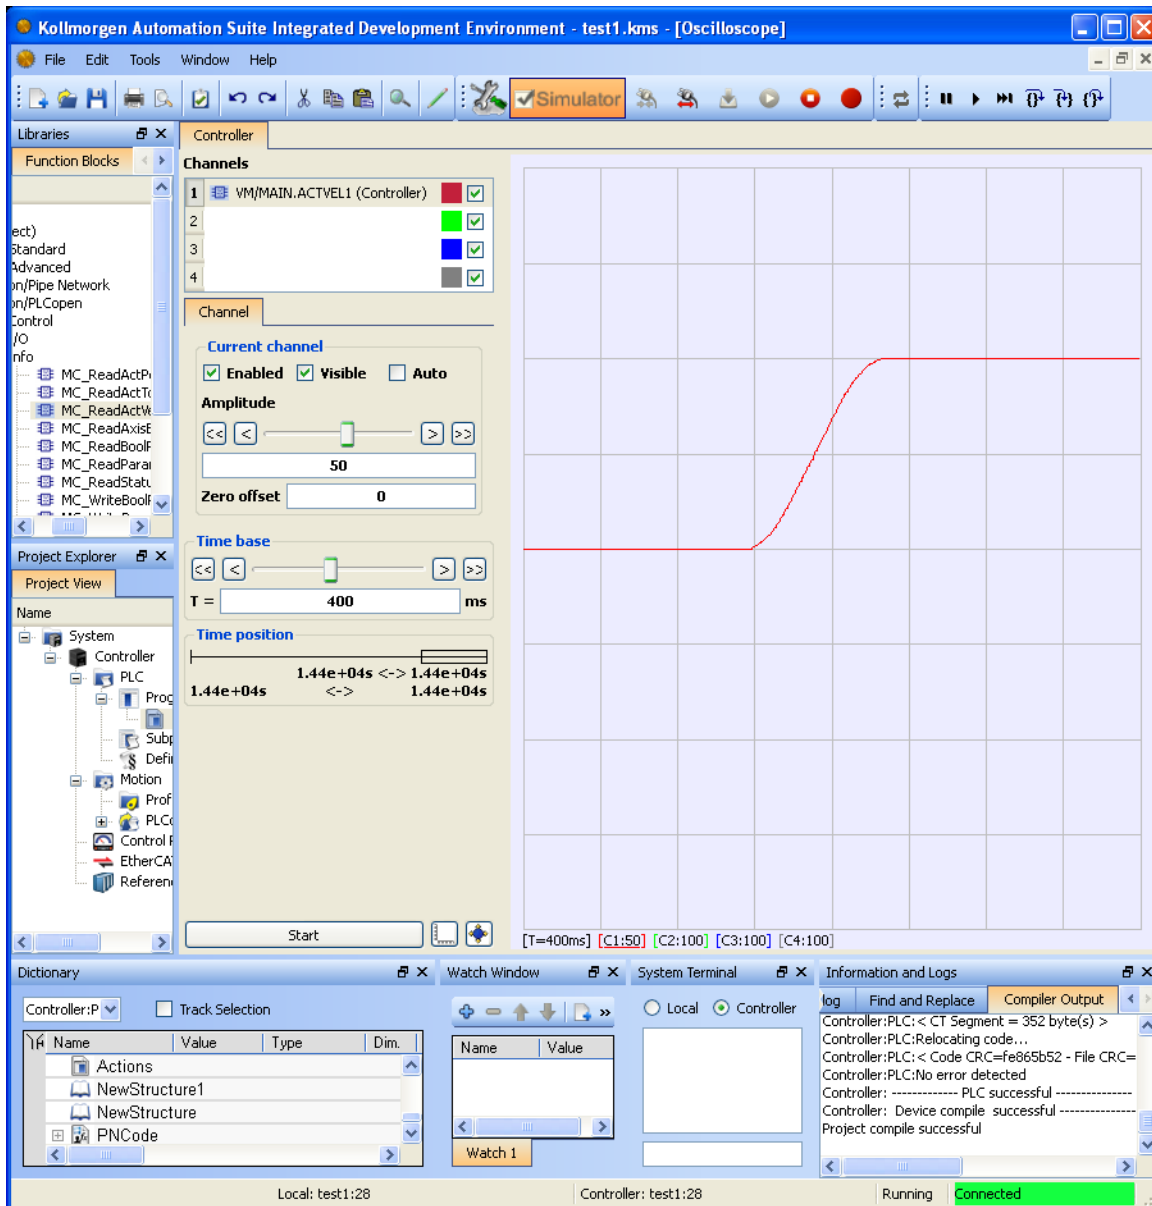 Kollmorgen Automation Suite Integrated Development Environment - test1.kms - [Oscilloscope]
File Edit Tools Window Help
Simulator
Libraries
Function Blocks
ect)
Standard
Advanced
on/Pipe Network
on/PLCopen
Control
/O
nfo
MC_ReadActP
MC_ReadActTo
MC_ReadActVe
MC_ReadAxisE
MC_ReadBoolP
MC_ReadParam
MC_ReadStatu
MC_WriteBoolP
Controller
Channels
1 VM/MAIN.ACTVEL1 (Controller)
2
3
4
Channel
Current channel
Enabled Visible Auto
Amplitude
<< < > >>
50
Zero offset 0
Time base
<< < > >>
T = 400 ms
Time position
1.44e+04s <-> 1.44e+04s
1.44e+04s <-> 1.44e+04s
Start
[T=400ms] [C1:50] [C2:100] [C3:100] [C4:100]
Project Explorer
Project View
Name
System
Controller
PLC
Prog
Subp
Defi
Motion
Prof
PLCo
Control P
EtherCA
Referen
Dictionary
Controller:P Track Selection
Name Value Type Dim.
Actions
NewStructure1
NewStructure
PNCode
Watch Window
Name Value
Watch 1
System Terminal
Local Controller
Information and Logs
log Find and Replace Compiler Output
Controller:PLC:< CT Segment = 352 byte(s) >
Controller:PLC:Relocating code...
Controller:PLC:< Code CRC=fe865b52 - File CRC=
Controller:PLC:No error detected
Controller: ------------- PLC successful ---------------
Controller: Device compile successful ---------------
Project compile successful
Local: test1:28 Controller: test1:28 Running Connected